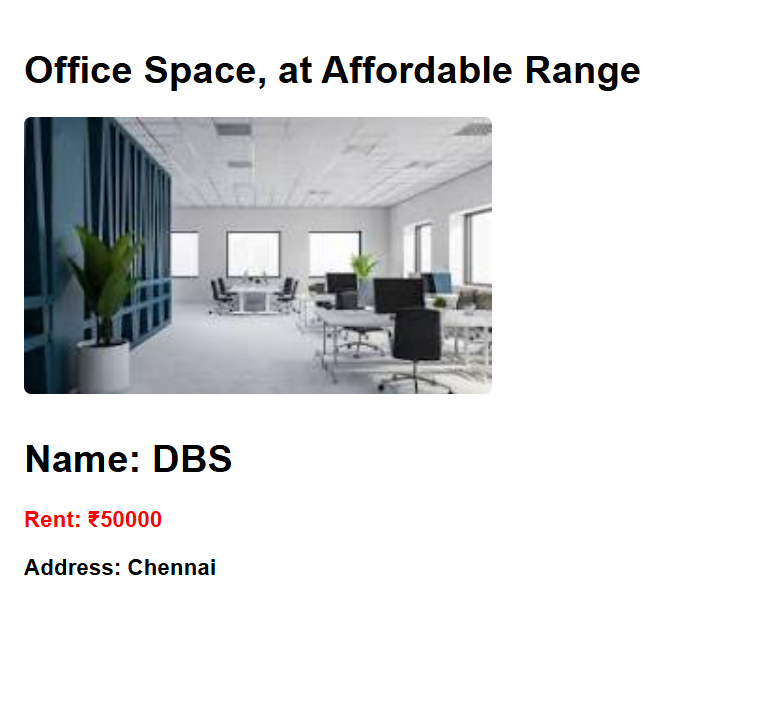 Office Space, at Affordable Range
Name: DBS
Rent: ₹50000
Address: Chennai